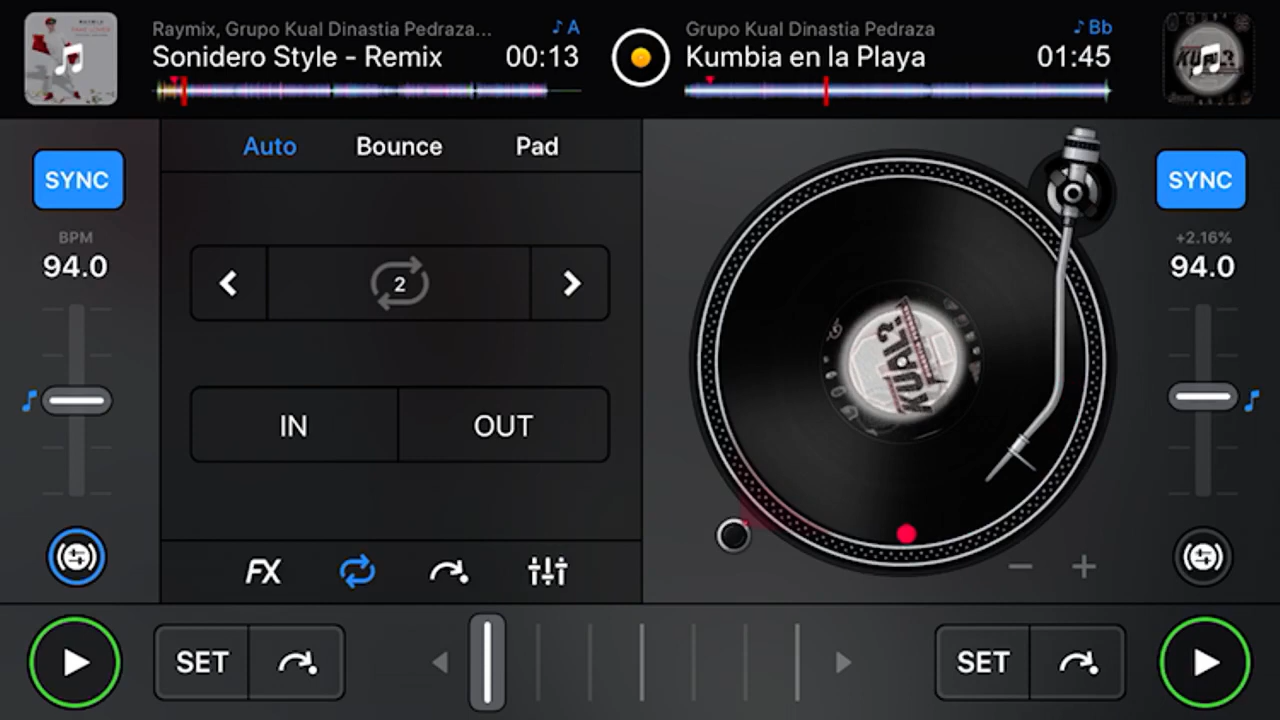 Raymix, Grupo Kual Dinastia Pedraza...
♪ A
Sonidero Style - Remix
00:13
Grupo Kual Dinastia Pedraza
♪ Bb
Kumbia en la Playa
01:45
Auto
Bounce
Pad
SYNC
BPM
94.0
2
IN
OUT
FX
SYNC
+2.16%
94.0
KUAL?
SET
SET